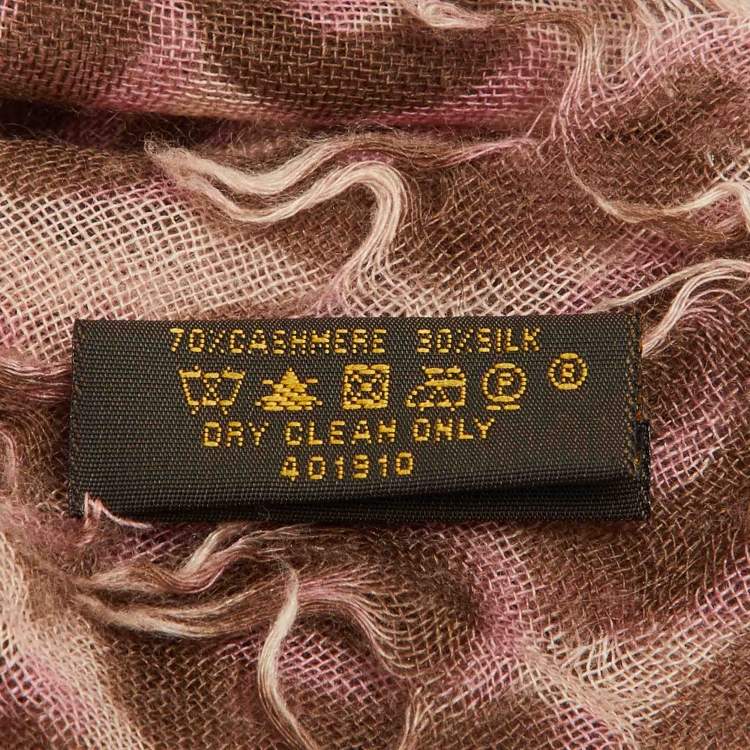 70%CASHMERE 30%SILK
P ®
DRY CLEAN ONLY
401910